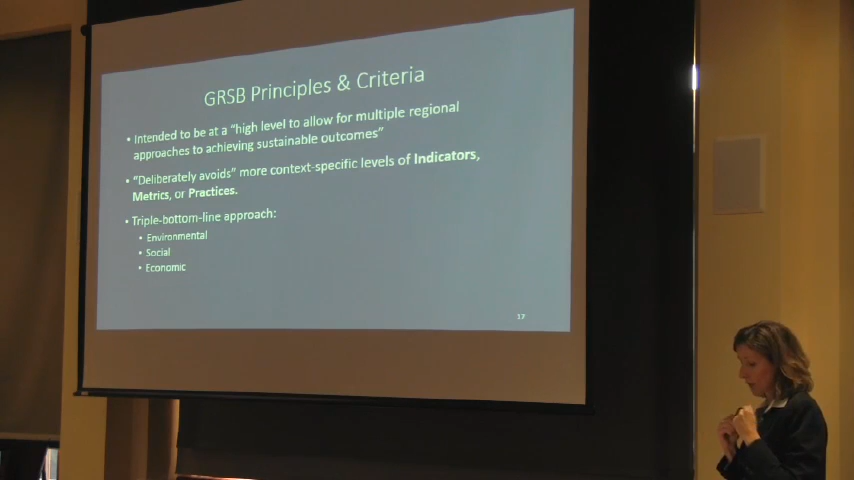 GRSB Principles & Criteria
• Intended to be at a “high level to allow for multiple regional
approaches to achieving sustainable outcomes”
• “Deliberately avoids” more context-specific levels of Indicators,
Metrics, or Practices.
• Triple-bottom-line approach:
• Environmental
• Social
• Economic
17